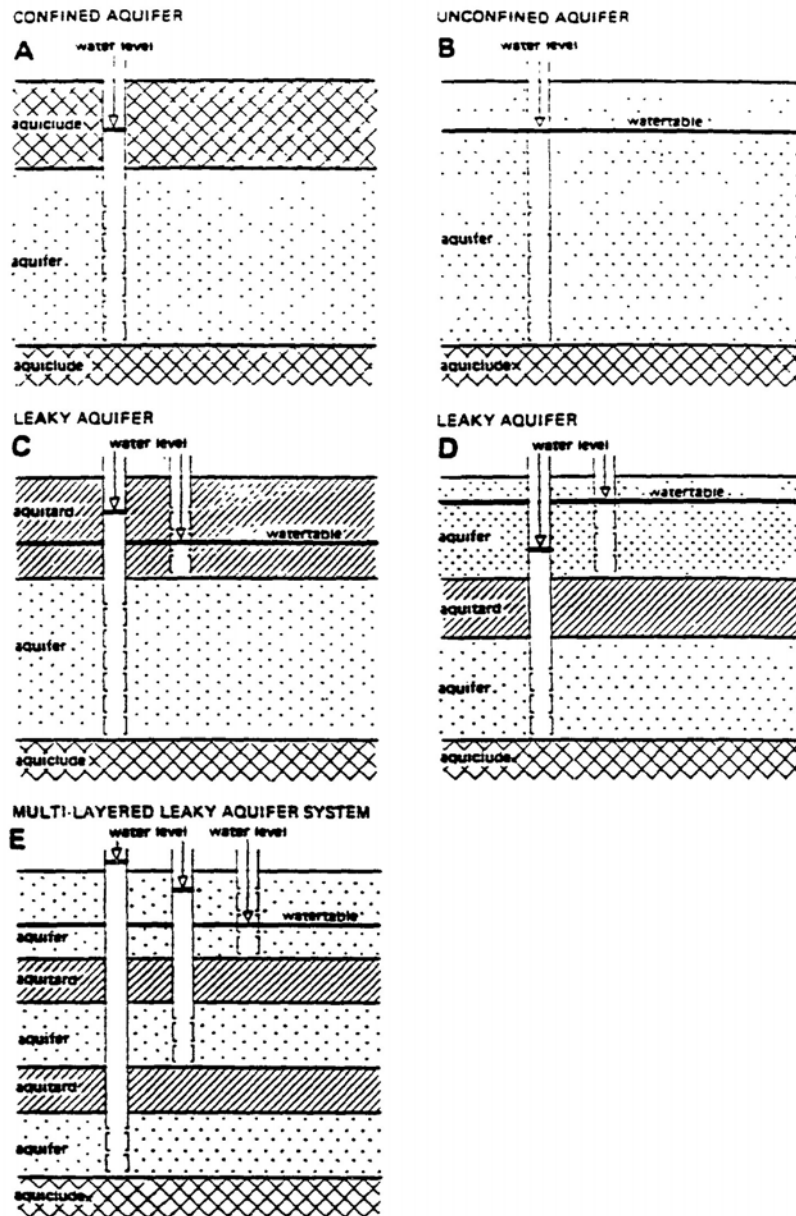 CONFINED AQUIFER
A
water level
aquiclude
aquifer
aquiclude
UNCONFINED AQUIFER
B
water level
watertable
aquifer
aquiclude
LEAKY AQUIFER
C
water level
aquitard
watertable
aquifer
aquiclude
LEAKY AQUIFER
D
water level
watertable
aquifer
aquitard
aquifer
aquiclude
MULTI-LAYERED LEAKY AQUIFER SYSTEM
E
water level water level
watertable
aquifer
aquitard
aquifer
aquitard
aquifer
aquiclude